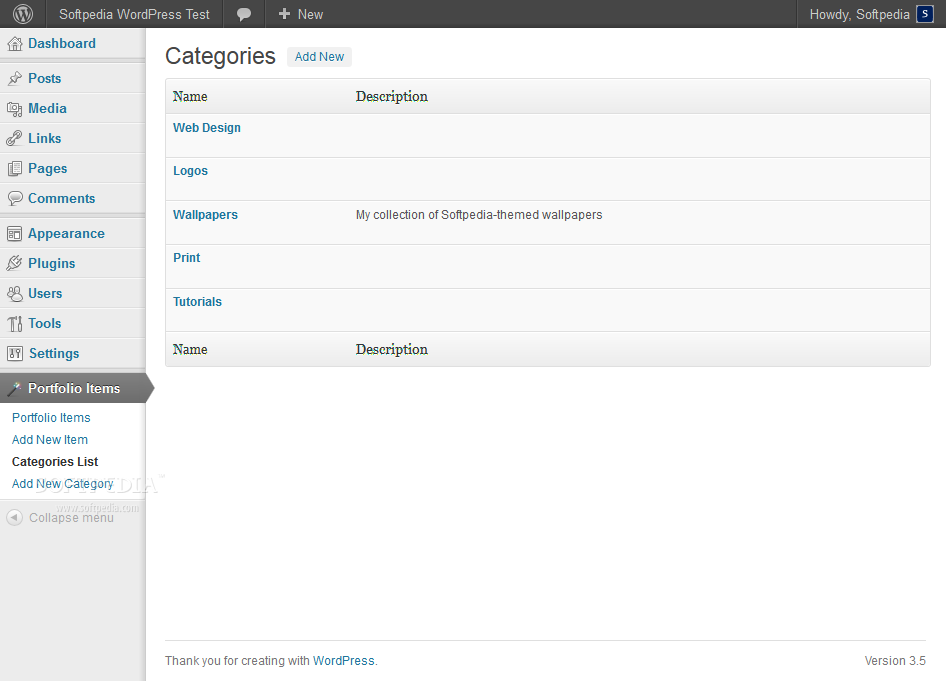 Softpedia WordPress Test
New
Howdy, Softpedia S
Dashboard
Posts
Media
Links
Pages
Comments
Appearance
Plugins
Users
Tools
Settings
Portfolio Items
Portfolio Items
Add New Item
Categories List
Add New Category
SOFTPEDIA™
www.softpedia.com
Collapse menu
Categories Add New
Name Description
Web Design
Logos
Wallpapers My collection of Softpedia-themed wallpapers
Print
Tutorials
Name Description
Thank you for creating with WordPress. Version 3.5